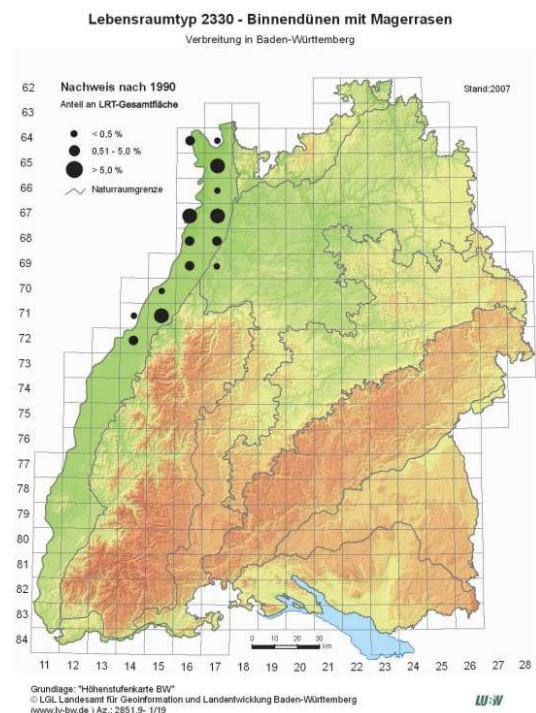 Lebensraumtyp 2330 - Binnendünen mit Magerrasen
Verbreitung in Baden-Württemberg
Nachweis nach 1990
Anteil an LRT-Gesamtfläche
< 0,5 %
0,51 - 5,0 %
> 5,0 %
Naturraumgrenze
Stand:2007
62
63
64
65
66
67
68
69
70
71
72
73
74
75
76
77
78
79
80
81
82
83
84
0 10 20 30
km
11 12 13 14 15 16 17 18 19 20 21 22 23 24 25 26 27 28
Grundlage: "Höhenstufenkarte BW"
© LGL Landesamt für Geoinformation und Landentwicklung Baden-Württemberg
(www.lv-bw.de ) Az.: 2851.9- 1/19
LU:W